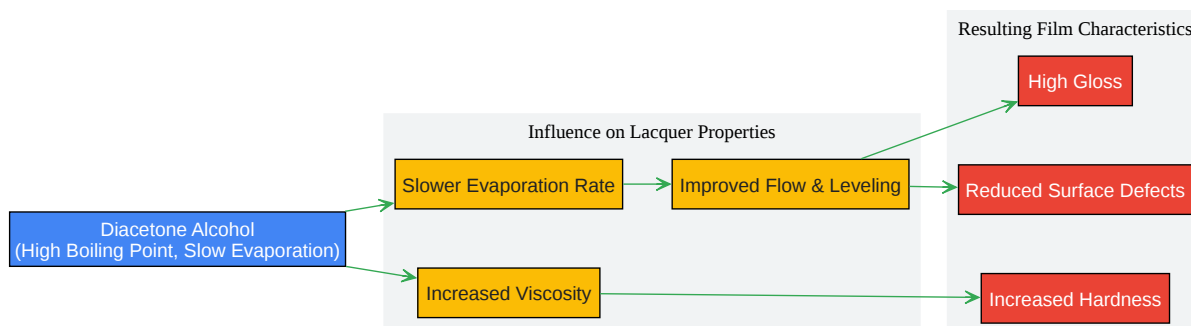 Resulting Film Characteristics
High Gloss
Influence on Lacquer Properties
Slower Evaporation Rate
Improved Flow & Leveling
Reduced Surface Defects
Diacetone Alcohol
(High Boiling Point, Slow Evaporation)
Increased Viscosity
Increased Hardness